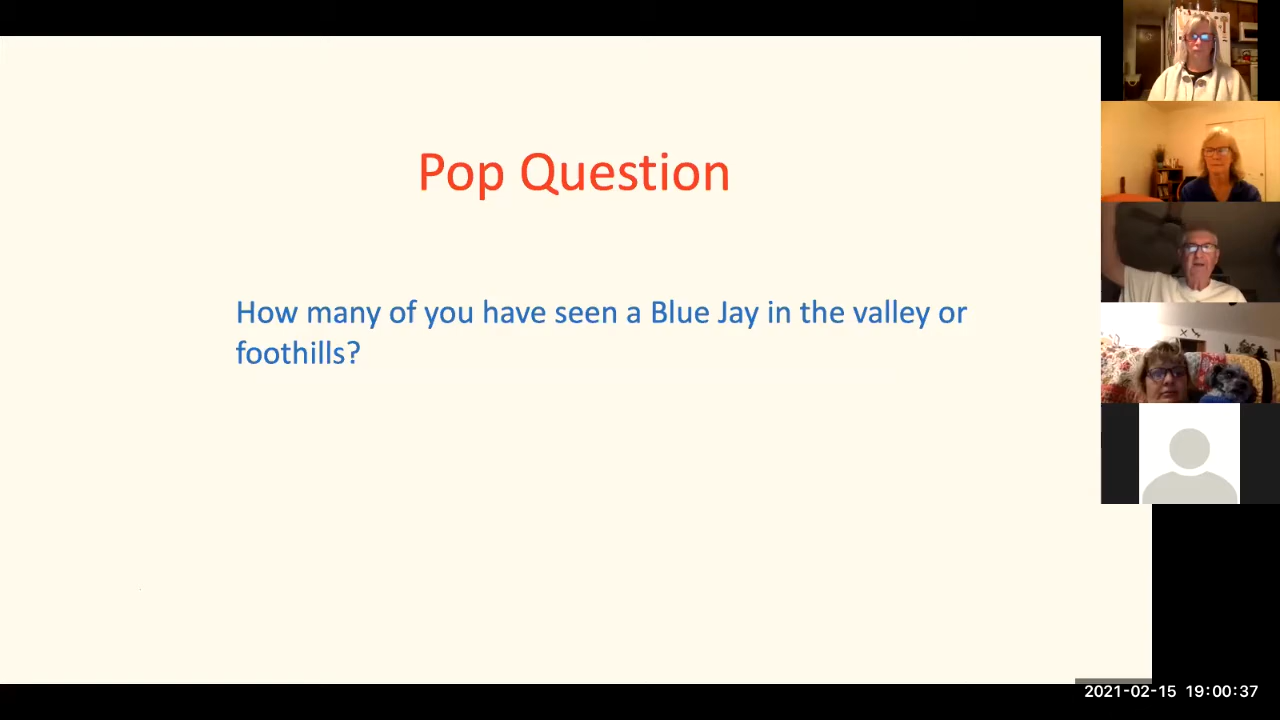 Pop Question
How many of you have seen a Blue Jay in the valley or
foothills?
2021-02-15 19:00:37